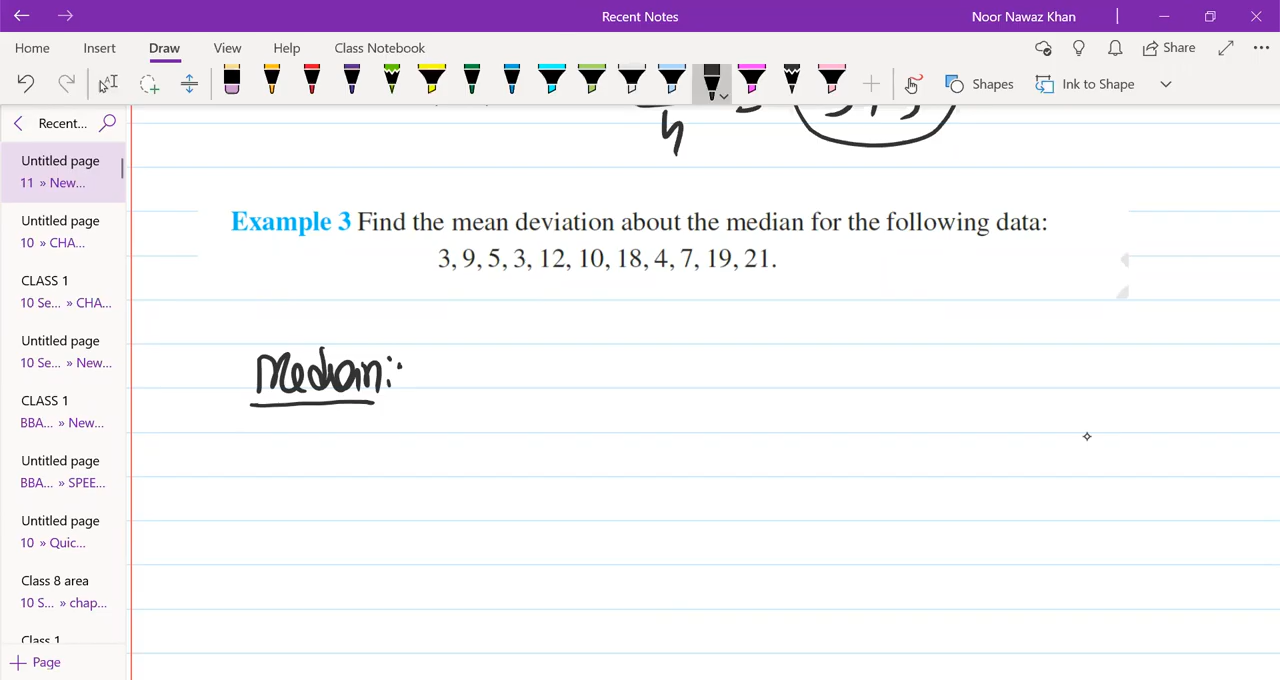 Recent Notes
Noor Nawaz Khan
Home Insert Draw View Help Class Notebook
Share
Shapes
Ink to Shape
Recent...
Untitled page
11 » New...
Untitled page
10 » CHA...
CLASS 1
10 Se... » CHA...
Untitled page
10 Se... » New...
CLASS 1
BBA... » New...
Untitled page
BBA... » SPEE...
Untitled page
10 » Quic...
Class 8 area
10 S... » chap...
Class 1
Page
Example 3 Find the mean deviation about the median for the following data:
3, 9, 5, 3, 12, 10, 18, 4, 7, 19, 21.
Median: